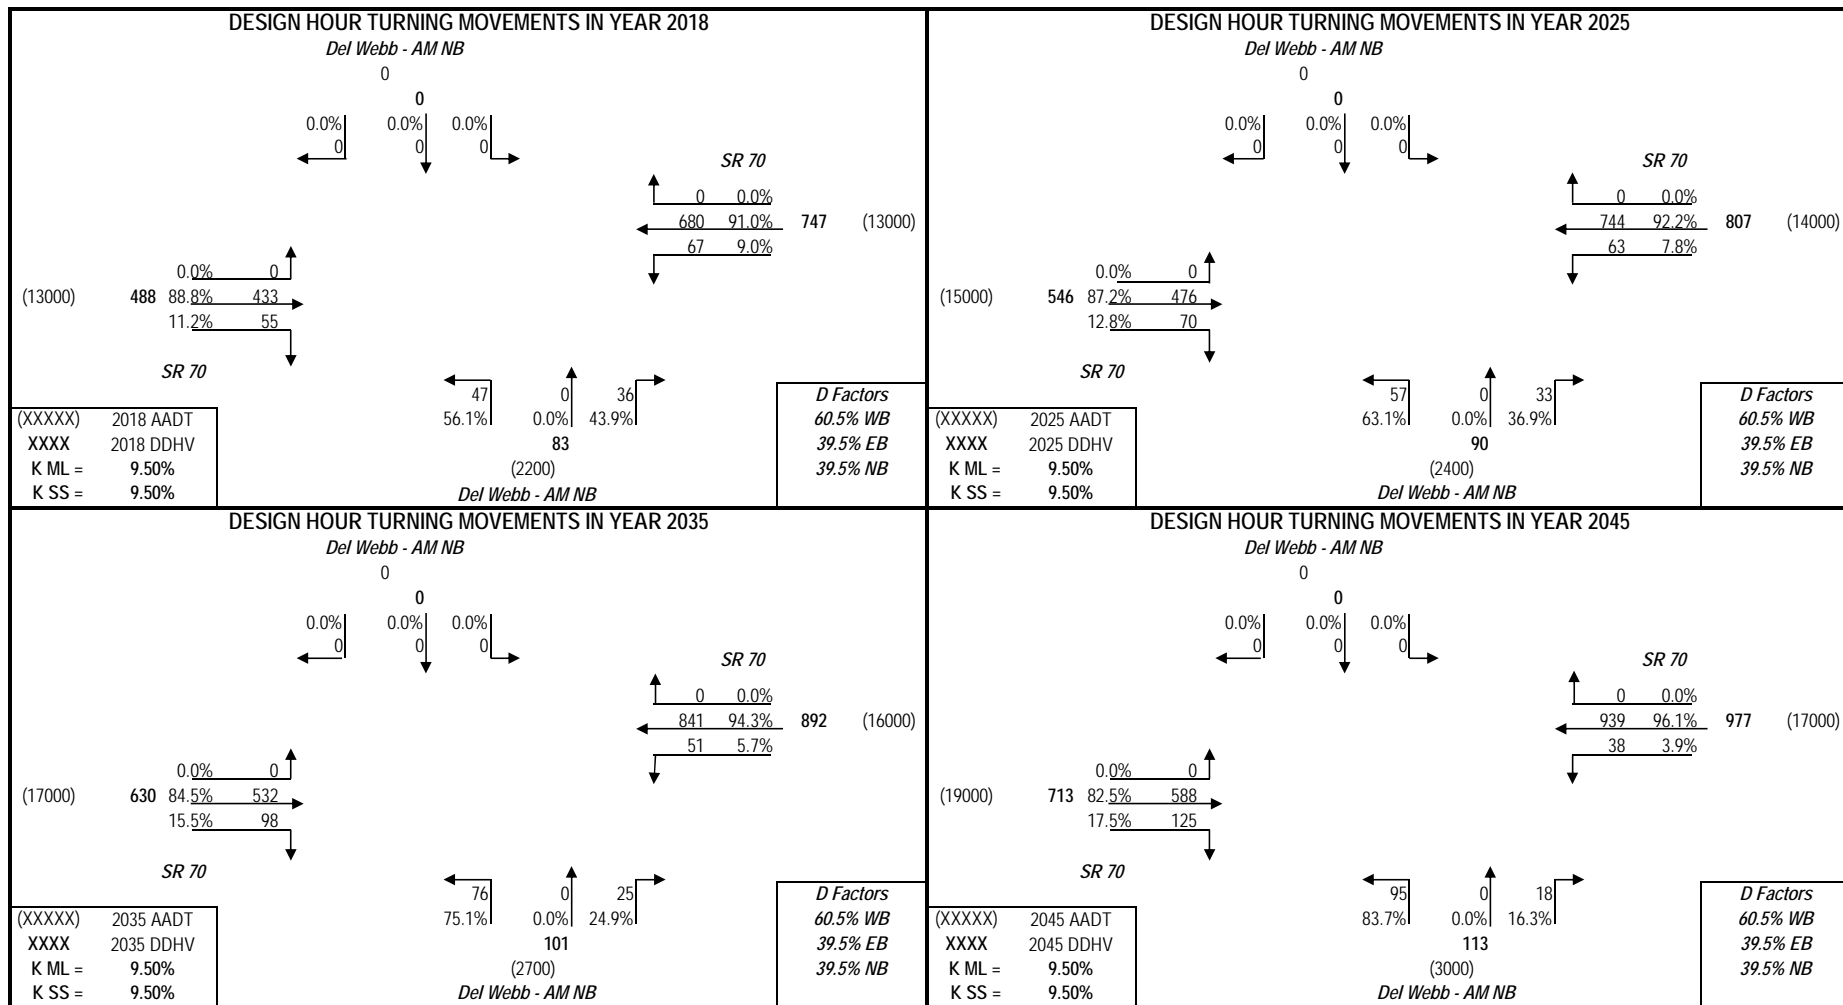 DESIGN HOUR TURNING MOVEMENTS IN YEAR 2018
Del Webb - AM NB
0
0
0.0% 0.0% 0.0%
0 0 0
SR 70
0 0.0%
680 91.0% 747 (13000)
67 9.0%
0.0% 0
(13000) 488 88.8% 433
11.2% 55
SR 70
47 0 36
56.1% 0.0% 43.9%
83
(2200)
Del Webb - AM NB
(XXXXX) 2018 AADT
XXXX 2018 DDHV
K ML = 9.50%
K SS = 9.50%
D Factors
60.5% WB
39.5% EB
39.5% NB
DESIGN HOUR TURNING MOVEMENTS IN YEAR 2025
Del Webb - AM NB
0
0
0.0% 0.0% 0.0%
0 0 0
SR 70
0 0.0%
744 92.2% 807 (14000)
63 7.8%
0.0% 0
(15000) 546 87.2% 476
12.8% 70
SR 70
57 0 33
63.1% 0.0% 36.9%
90
(2400)
Del Webb - AM NB
(XXXXX) 2025 AADT
XXXX 2025 DDHV
K ML = 9.50%
K SS = 9.50%
D Factors
60.5% WB
39.5% EB
39.5% NB
DESIGN HOUR TURNING MOVEMENTS IN YEAR 2035
Del Webb - AM NB
0
0
0.0% 0.0% 0.0%
0 0 0
SR 70
0 0.0%
841 94.3% 892 (16000)
51 5.7%
0.0% 0
(17000) 630 84.5% 532
15.5% 98
SR 70
76 0 25
75.1% 0.0% 24.9%
101
(2700)
Del Webb - AM NB
(XXXXX) 2035 AADT
XXXX 2035 DDHV
K ML = 9.50%
K SS = 9.50%
D Factors
60.5% WB
39.5% EB
39.5% NB
DESIGN HOUR TURNING MOVEMENTS IN YEAR 2045
Del Webb - AM NB
0
0
0.0% 0.0% 0.0%
0 0 0
SR 70
0 0.0%
939 96.1% 977 (17000)
38 3.9%
0.0% 0
(19000) 713 82.5% 588
17.5% 125
SR 70
95 0 18
83.7% 0.0% 16.3%
113
(3000)
Del Webb - AM NB
(XXXXX) 2045 AADT
XXXX 2045 DDHV
K ML = 9.50%
K SS = 9.50%
D Factors
60.5% WB
39.5% EB
39.5% NB